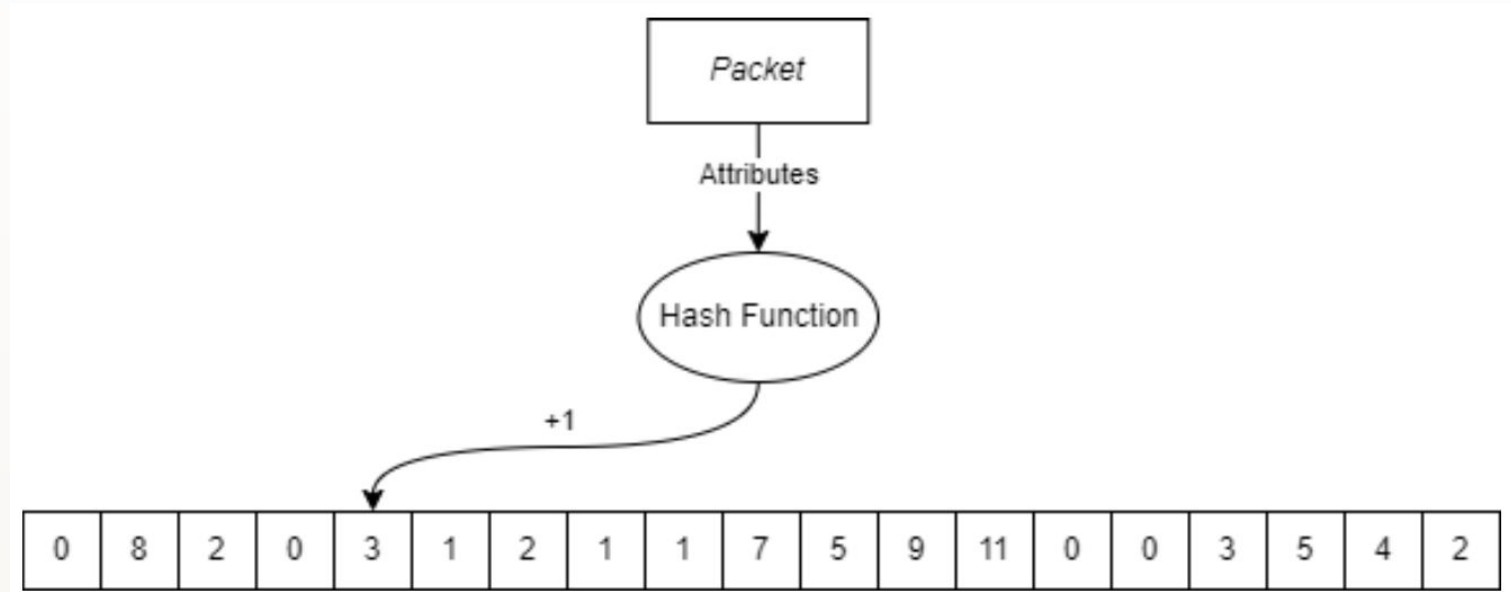 Packet
Attributes
Hash Function
+1
0 8 2 0 3 1 2 1 1 7 5 9 11 0 0 3 5 4 2